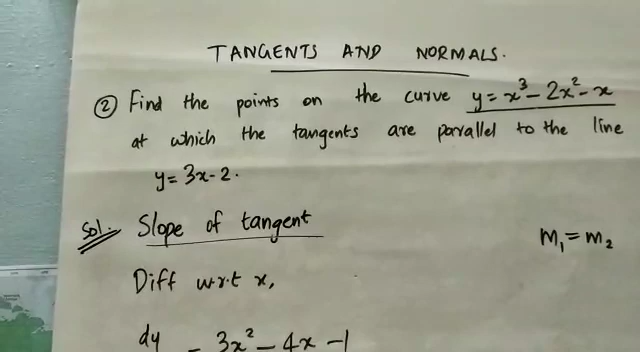 TANGENTS AND NORMALS.
② Find the points on the curve y = x³ - 2x² - x
at which the tangents are parallel to the line
y = 3x - 2.
Sol. Slope of tangent
m₁ = m₂
Diff w.r.t x,
dy = 3x² - 4x - 1